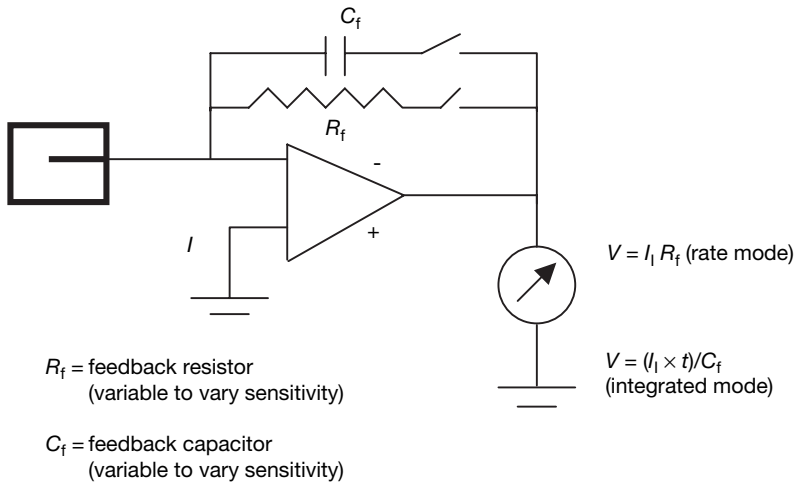 C_f
R_f
-
+
I
V = I_I R_f (rate mode)
V = (I_I × t)/C_f
(integrated mode)
R_f = feedback resistor
(variable to vary sensitivity)
C_f = feedback capacitor
(variable to vary sensitivity)